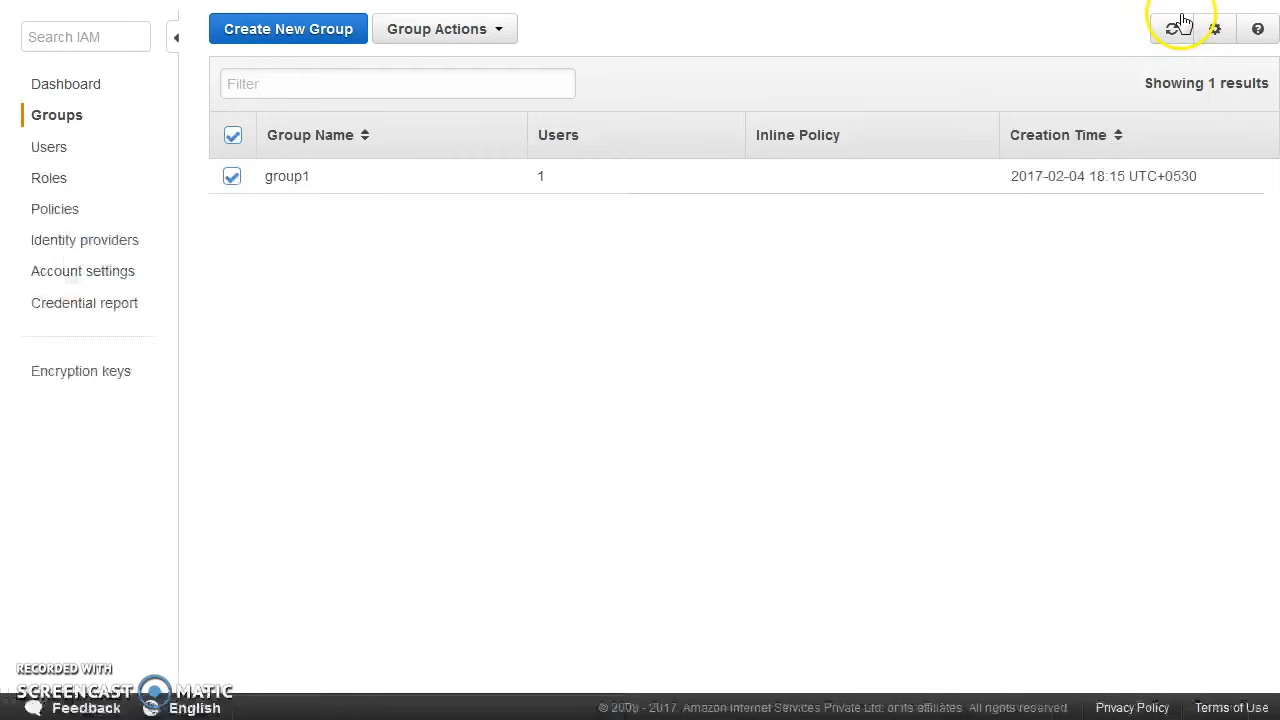 Search IAM
Create New Group
Group Actions
Dashboard
Groups
Users
Roles
Policies
Identity providers
Account settings
Credential report
Encryption keys
Filter
Showing 1 results
Group Name
Users
Inline Policy
Creation Time
group1
1
2017-02-04 18:15 UTC+0530
RECORDED WITH
SCREENCAST MATIC
Feedback
English
© 2008 - 2017, Amazon Internet Services Private Ltd. or its affiliates. All rights reserved.
Privacy Policy
Terms of Use